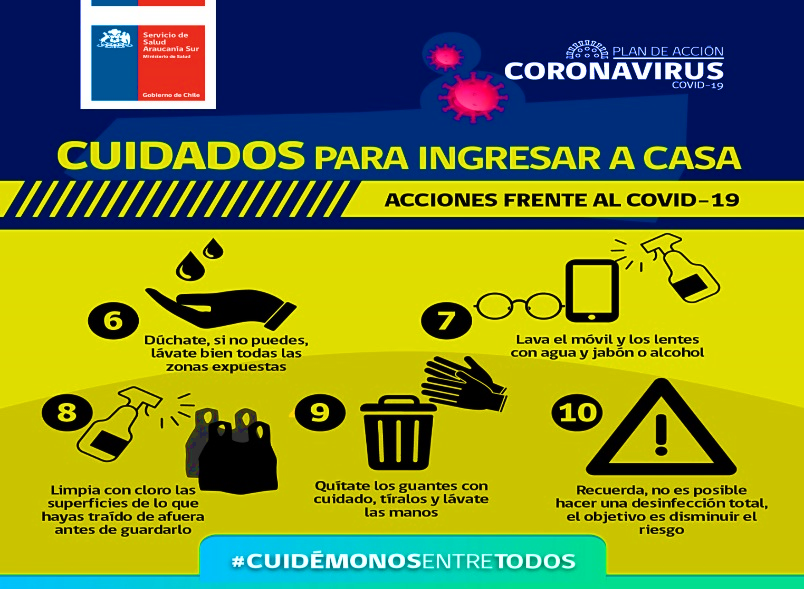 Servicio de
Salud
Araucanía Sur
Ministerio de Salud
Gobierno de Chile
PLAN DE ACCIÓN
CORONAVIRUS
COVID-19
CUIDADOS PARA INGRESAR A CASA
ACCIONES FRENTE AL COVID-19
6
Dúchate, si no puedes,
lávate bien todas las
zonas expuestas
7
Lava el móvil y los lentes
con agua y jabón o alcohol
8
Limpia con cloro las
superfícies de lo que
hayas traído de afuera
antes de guardarlo
9
Quítate los guantes con
cuidado, tíralos y lávate
las manos
10
Recuerda, no es posible
hacer una desinfección total,
el objetivo es disminuir el
riesgo
#CUIDÉMONOSENTRETODOS